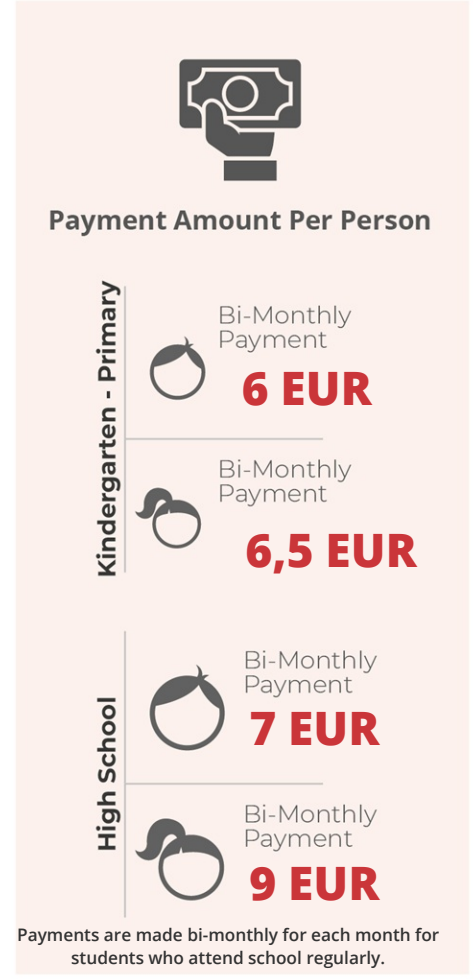 Payment Amount Per Person
Kindergarten - Primary
Bi-Monthly
Payment
6 EUR
Bi-Monthly
Payment
6,5 EUR
High School
Bi-Monthly
Payment
7 EUR
Bi-Monthly
Payment
9 EUR
Payments are made bi-monthly for each month for
students who attend school regularly.